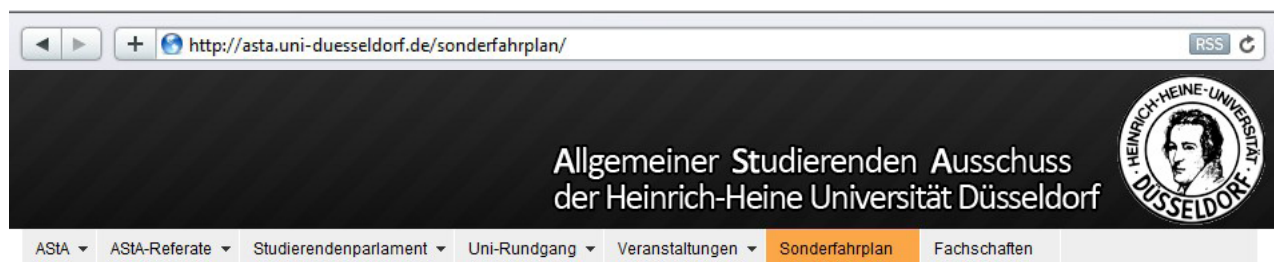 http://asta.uni-duesseldorf.de/sonderfahrplan/ RSS
Allgemeiner Studierenden Ausschuss
der Heinrich-Heine Universität Düsseldorf
HEINRICH-HEINE-UNIVERSITÄT
DÜSSELDORF
AStA AStA-Referate Studierendenparlament Uni-Rundgang Veranstaltungen Sonderfahrplan Fachschaften